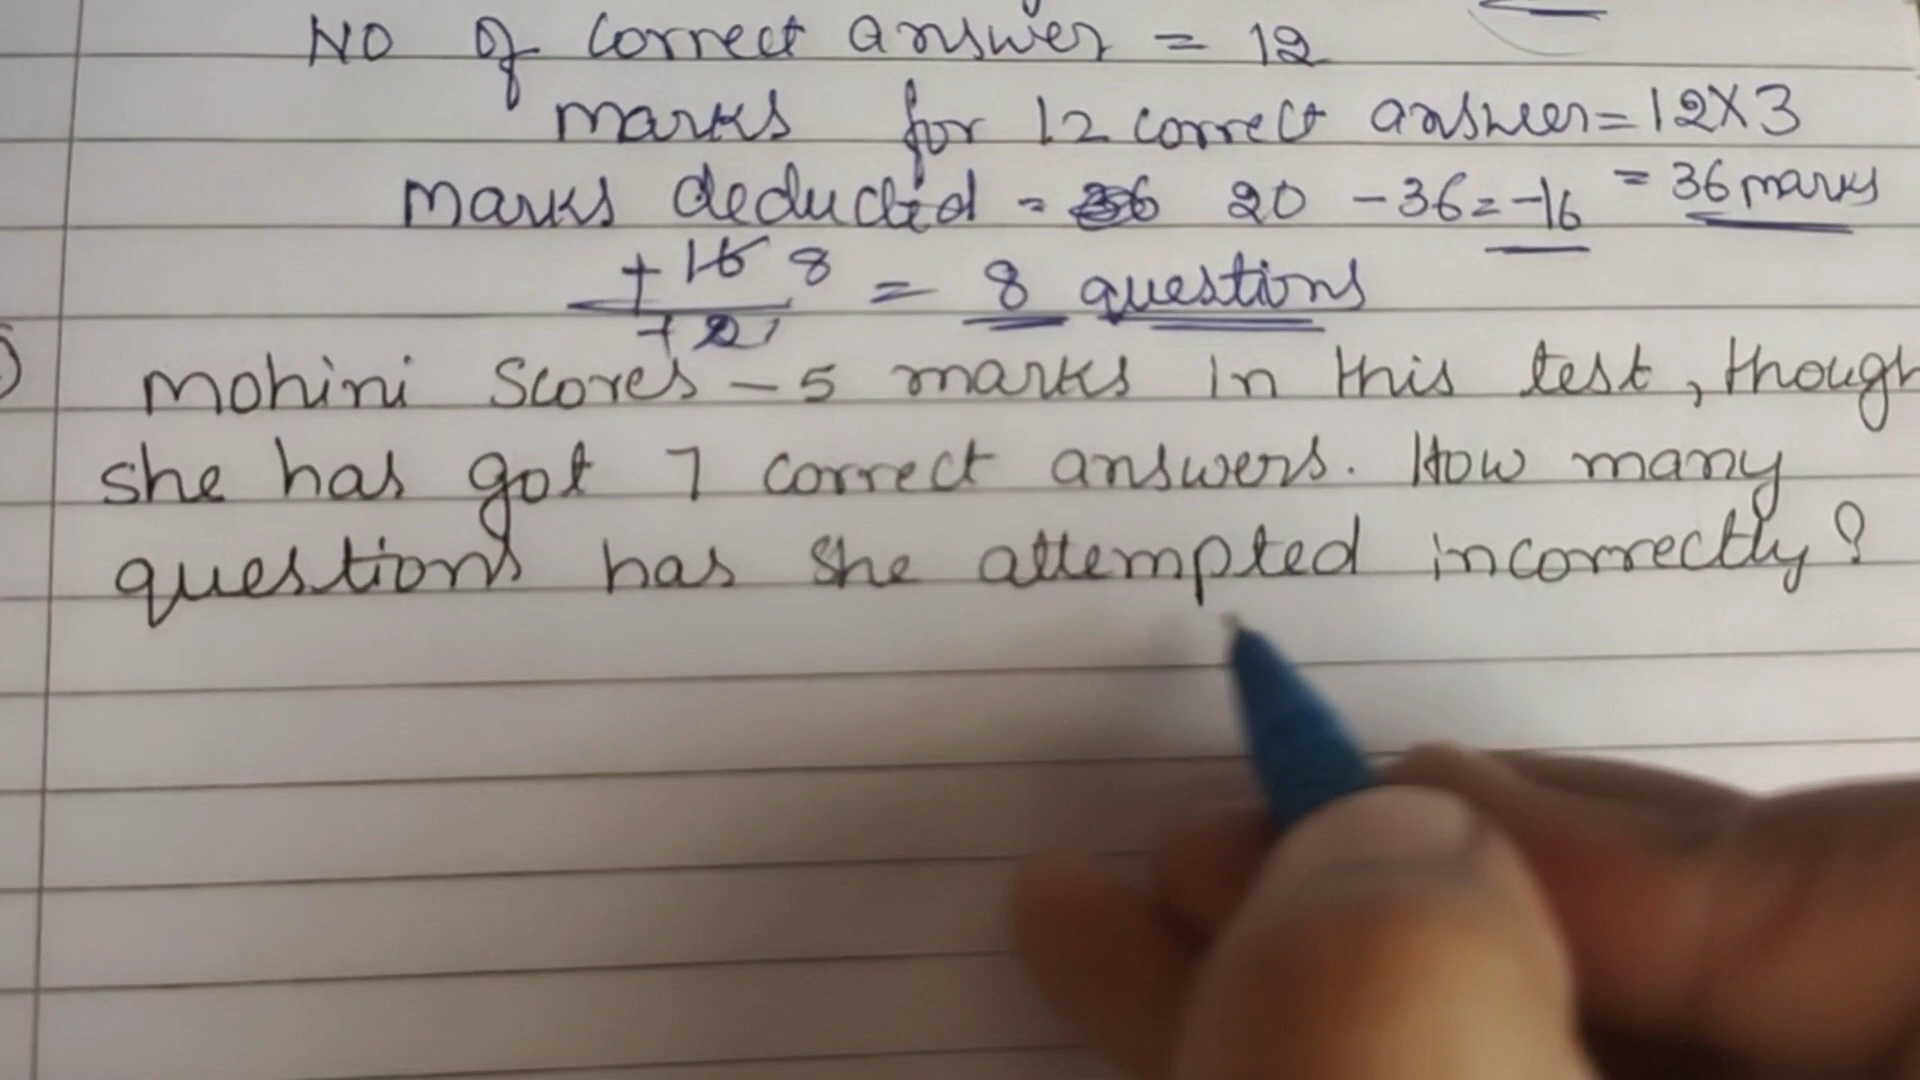 No of correct answer = 12
marks for 12 correct answer = 12X3
= 36 marks
marks deducted = 20 - 36 = -16
+16 8 = 8 questions
+2
mohini scores - 5 marks in this test, though
she has got 7 correct answers. How many
questions has she attempted incorrectly?